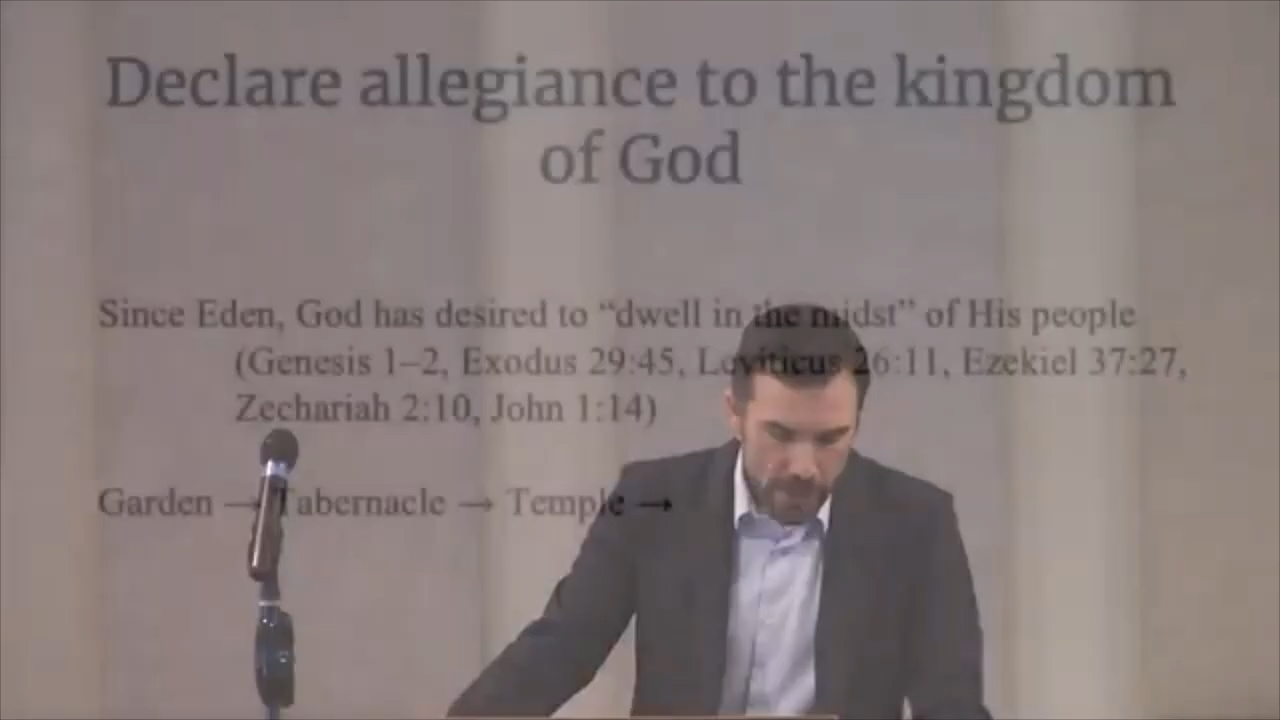 Declare allegiance to the kingdom
of God
Since Eden, God has desired to “dwell in the midst” of His people
(Genesis 1–2, Exodus 29:45, Leviticus 26:11, Ezekiel 37:27,
Zechariah 2:10, John 1:14)
Garden → Tabernacle → Temple →